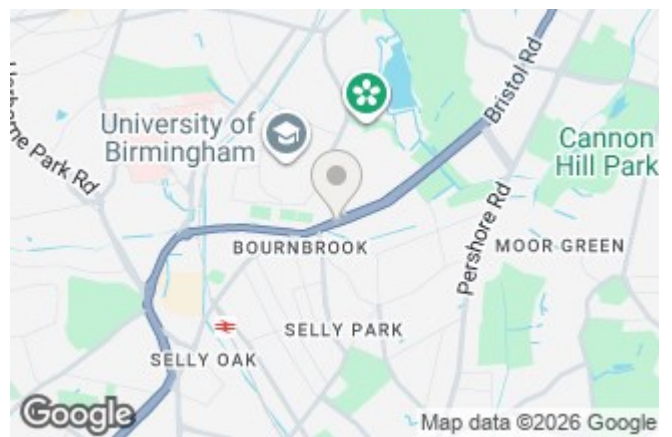 Harborne Park Rd
University of
Birmingham
Bristol Rd
Cannon
Hill Park
Pershore Rd
BOURNBROOK
MOOR GREEN
SELLY PARK
SELLY OAK
Google
Map data ©2026 Google